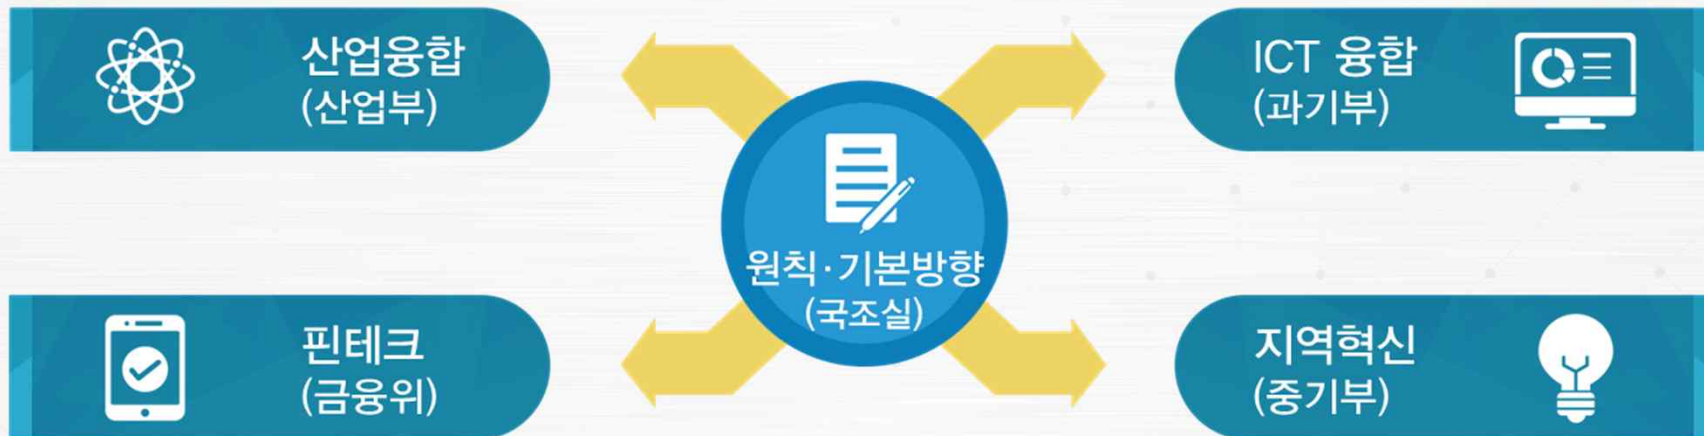 산업융합
(산업부)
ICT 융합
(과기부)
원칙·기본방향
(국조실)
핀테크
(금융위)
지역혁신
(중기부)